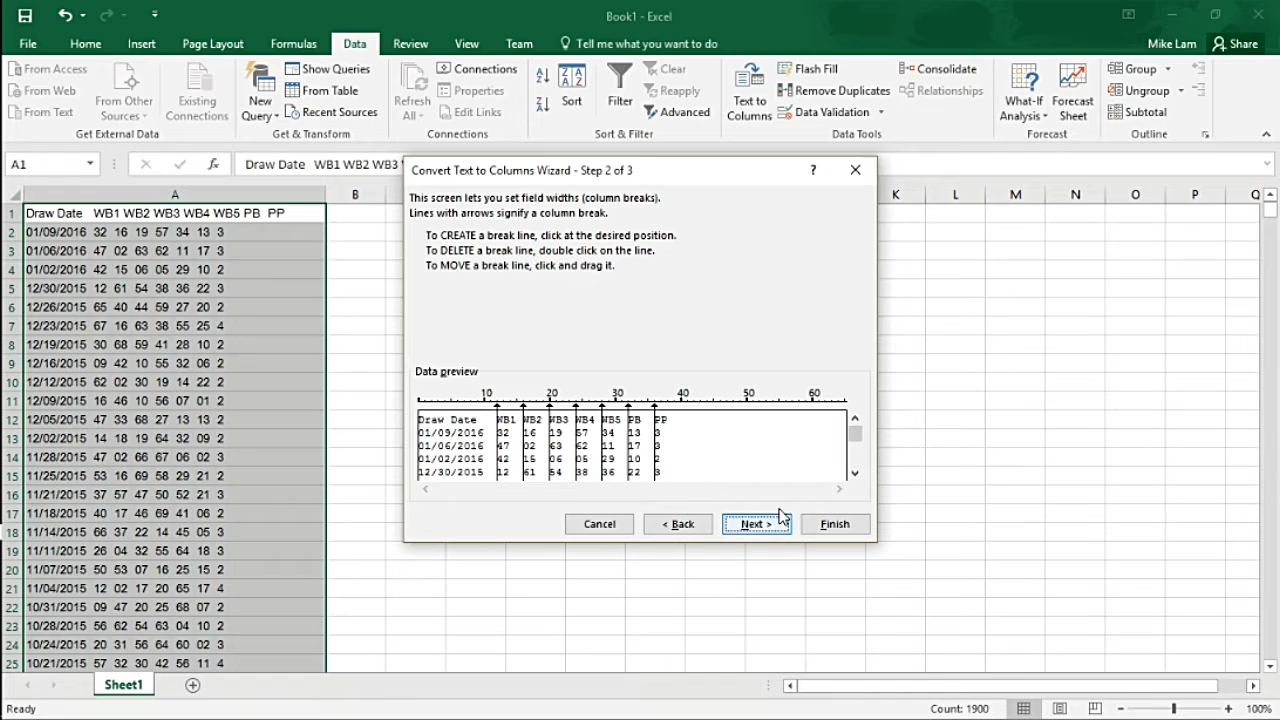 Book1 - Excel
File Home Insert Page Layout Formulas Data Review View Team Tell me what you want to do Mike Lam Share
From Access
From Web
From Text
From Other
Sources
Existing
Connections
Get External Data
New
Query
Show Queries
From Table
Recent Sources
Get & Transform
Refresh
All
Connections
Properties
Edit Links
Connections
Sort
Filter
Clear
Reapply
Advanced
Sort & Filter
Text to
Columns
Flash Fill
Remove Duplicates
Data Validation
Consolidate
Relationships
Data Tools
What-If
Analysis
Forecast
Sheet
Forecast
Group
Ungroup
Subtotal
Outline
A1 fx Draw Date WB1 WB2 WB3
A B K L M N O P Q
1 Draw Date WB1 WB2 WB3 WB4 WB5 PB PP
2 01/09/2016 32 16 19 57 34 13 3
3 01/06/2016 47 02 63 62 11 17 3
4 01/02/2016 42 15 06 05 29 10 2
5 12/30/2015 12 61 54 38 36 22 3
6 12/26/2015 65 40 44 59 27 20 2
7 12/23/2015 67 16 63 38 55 25 4
8 12/19/2015 30 68 59 41 28 10 2
9 12/16/2015 09 42 10 55 32 06 2
10 12/12/2015 62 02 30 19 14 22 2
11 12/09/2015 16 46 10 56 07 01 2
12 12/05/2015 47 33 68 27 13 13 2
13 12/02/2015 14 18 19 64 32 09 2
14 11/28/2015 47 02 66 67 06 02 3
15 11/25/2015 53 16 69 58 29 21 2
16 11/21/2015 37 57 47 50 52 21 3
17 11/18/2015 40 17 46 69 41 06 2
18 11/14/2015 66 37 22 14 45 05 3
19 11/11/2015 26 04 32 55 64 18 3
20 11/07/2015 50 53 07 16 25 15 2
21 11/04/2015 12 02 17 20 65 17 4
22 10/31/2015 09 47 20 25 68 07 2
23 10/28/2015 56 62 54 63 04 10 2
24 10/24/2015 20 31 56 64 60 02 3
25 10/21/2015 57 32 30 42 56 11 4
Convert Text to Columns Wizard - Step 2 of 3 ?
This screen lets you set field widths (column breaks).
Lines with arrows signify a column break.
To CREATE a break line, click at the desired position.
To DELETE a break line, double click on the line.
To MOVE a break line, click and drag it.
Data preview
10 20 30 40 50 60
Draw Date WB1 WB2 WB3 WB4 WB5 PB PP
01/09/2016 32 16 19 57 34 13 3
01/06/2016 47 02 63 62 11 17 3
01/02/2016 42 15 06 05 29 10 2
12/30/2015 12 61 54 38 36 22 3
Cancel < Back Next > Finish
Sheet1
Ready Count: 1900 100%